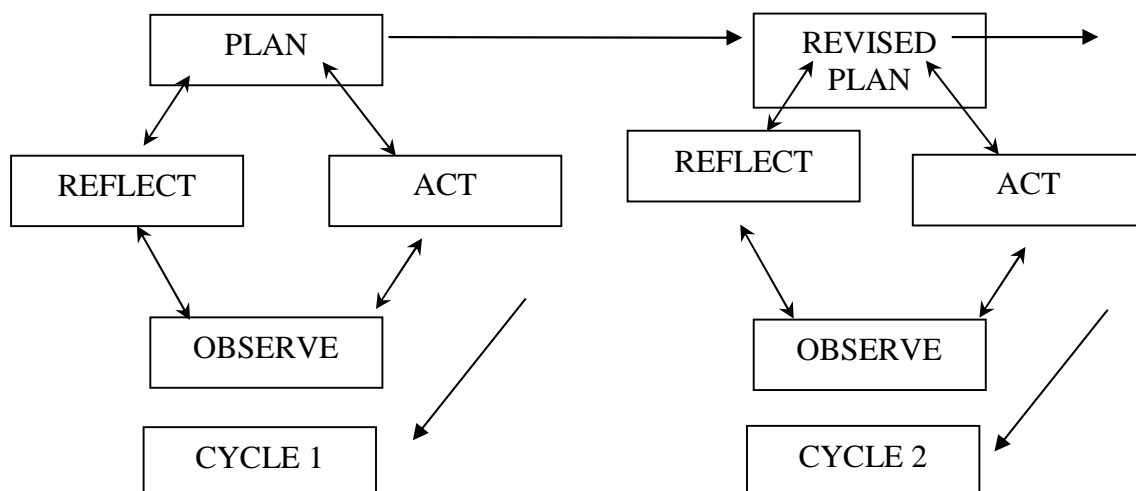 PLAN
REVISED
PLAN
REFLECT
ACT
REFLECT
ACT
OBSERVE
OBSERVE
CYCLE 1
CYCLE 2